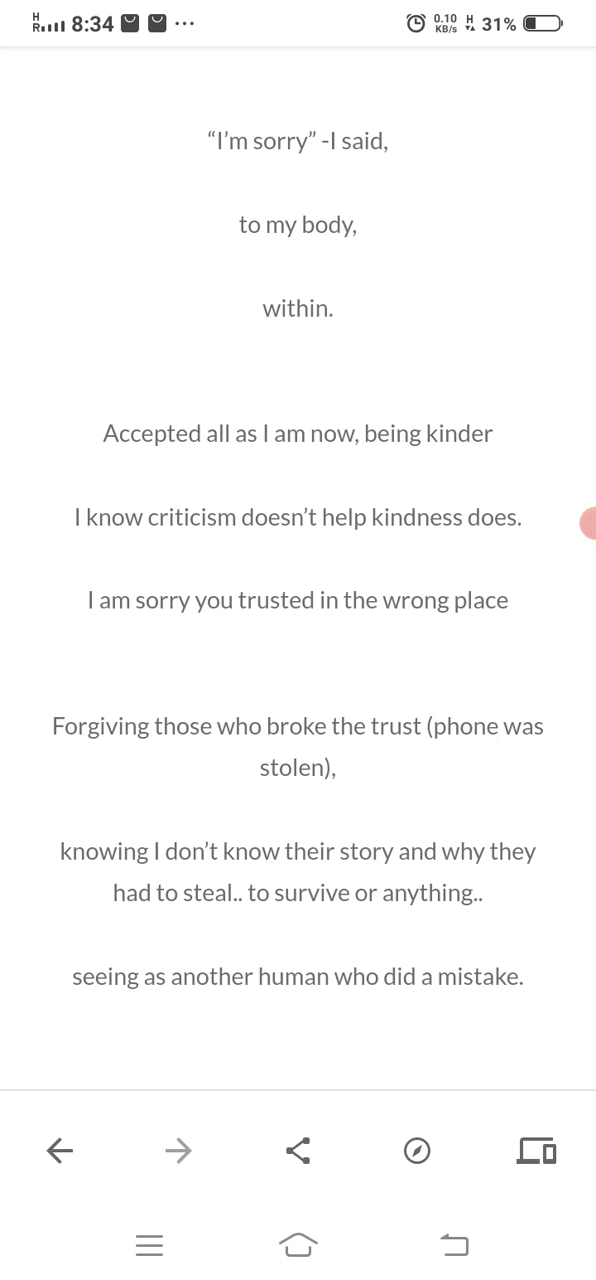 HR 8:34 ... 0.10 KB/s H 31%
“I’m sorry” -I said,
to my body,
within.
Accepted all as I am now, being kinder
I know criticism doesn’t help kindness does.
I am sorry you trusted in the wrong place
Forgiving those who broke the trust (phone was
stolen),
knowing I don’t know their story and why they
had to steal.. to survive or anything..
seeing as another human who did a mistake.